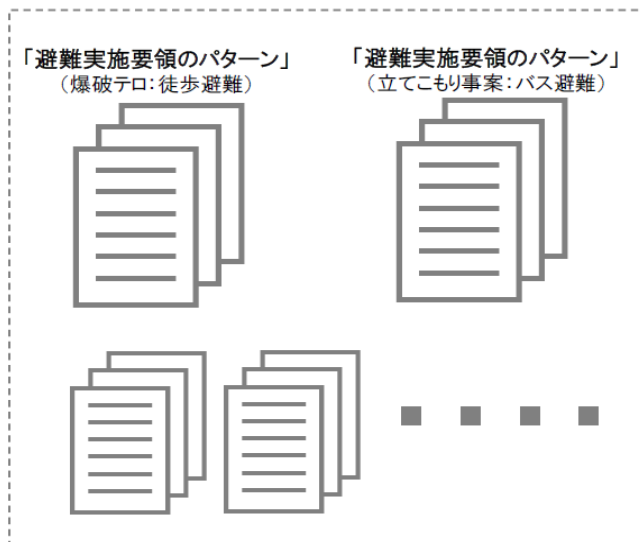 「避難実施要領のパターン」
（爆破テロ：徒歩避難）
「避難実施要領のパターン」
（立てこもり事案：バス避難）